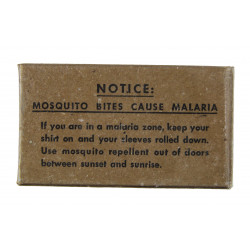 NOTICE:
MOSQUITO BITES CAUSE MALARIA
If you are in a malaria zone, keep your
shirt on and your sleeves rolled down.
Use mosquito repellent out of doors
between sunset and sunrise.